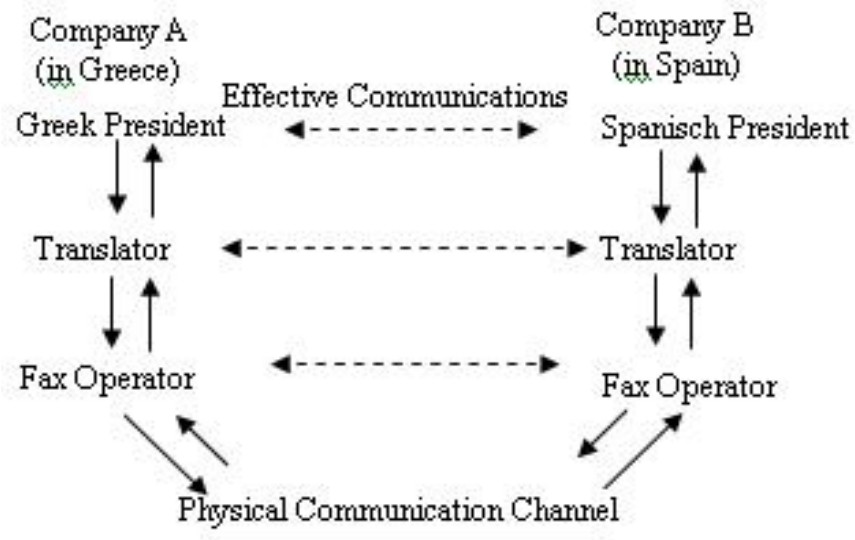 Company A
(in Greece)
Company B
(in Spain)
Effective Communications
Greek President
Spanisch President
Translator
Translator
Fax Operator
Fax Operator
Physical Communication Channel